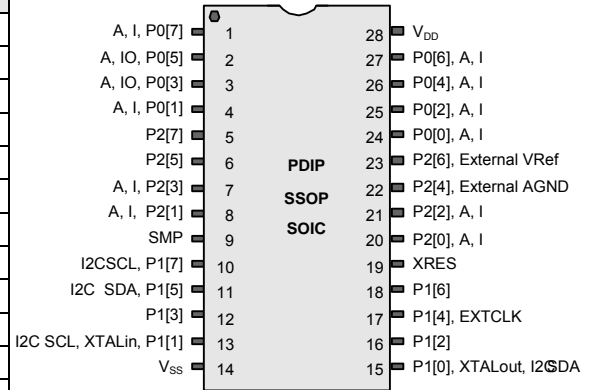 A, I, P0[7] 1
A, IO, P0[5] 2
A, IO, P0[3] 3
A, I, P0[1] 4
P2[7] 5
P2[5] 6
A, I, P2[3] 7
A, I, P2[1] 8
SMP 9
I2CSCL, P1[7] 10
I2C SDA, P1[5] 11
P1[3] 12
I2C SCL, XTALin, P1[1] 13
VSS 14
PDIP
SSOP
SOIC
28 VDD
27 P0[6], A, I
26 P0[4], A, I
25 P0[2], A, I
24 P0[0], A, I
23 P2[6], External VRef
22 P2[4], External AGND
21 P2[2], A, I
20 P2[0], A, I
19 XRES
18 P1[6]
17 P1[4], EXTCLK
16 P1[2]
15 P1[0], XTALout, I2CSDA